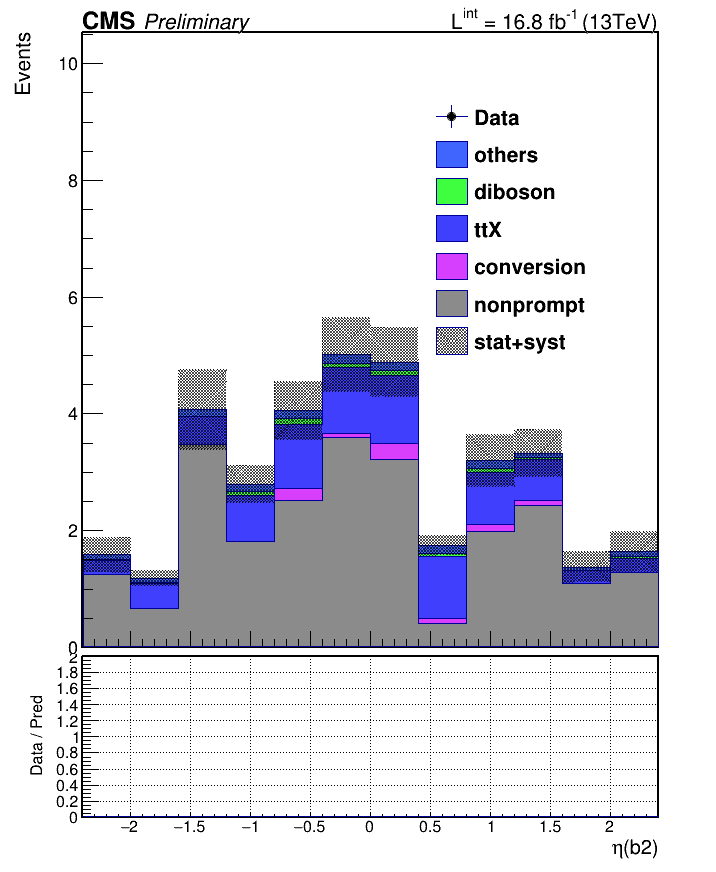 CMS Preliminary L^int = 16.8 fb^-1 (13TeV)
Events
10
8
6
4
2
0
Data
others
diboson
ttX
conversion
nonprompt
stat+syst
Data / Pred
2
1.8
1.6
1.4
1.2
1
0.8
0.6
0.4
0.2
0
−2 −1.5 −1 −0.5 0 0.5 1 1.5 2
η(b2)